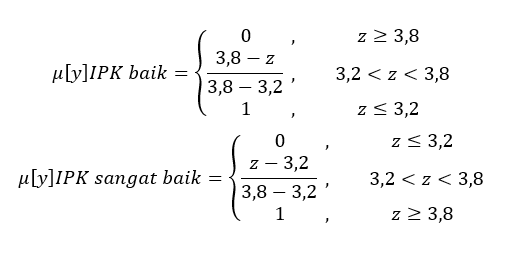 0 , z ≥ 3,8
μ[y]IPK baik = { 3,8 − z / 3,8 − 3,2 , 3,2 < z < 3,8
1 , z ≤ 3,2
0 , z ≤ 3,2
μ[y]IPK sangat baik = { z − 3,2 / 3,8 − 3,2 , 3,2 < z < 3,8
1 , z ≥ 3,8